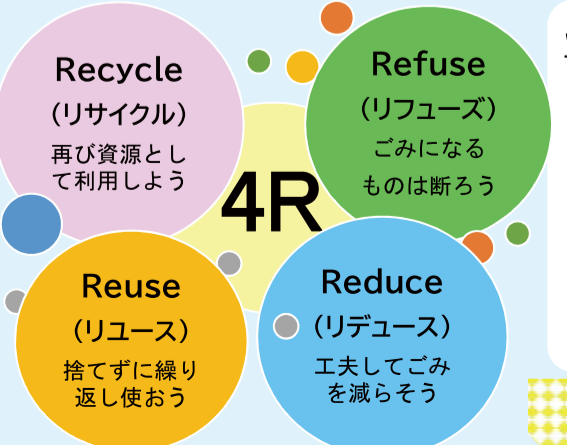 Recycle
(リサイクル)
再び資源とし
て利用しよう
Refuse
(リフューズ)
ごみになる
ものは断ろう
4R
Reuse
(リユース)
捨てずに繰り
返し使おう
Reduce
(リデュース)
工夫してごみ
を減らそう